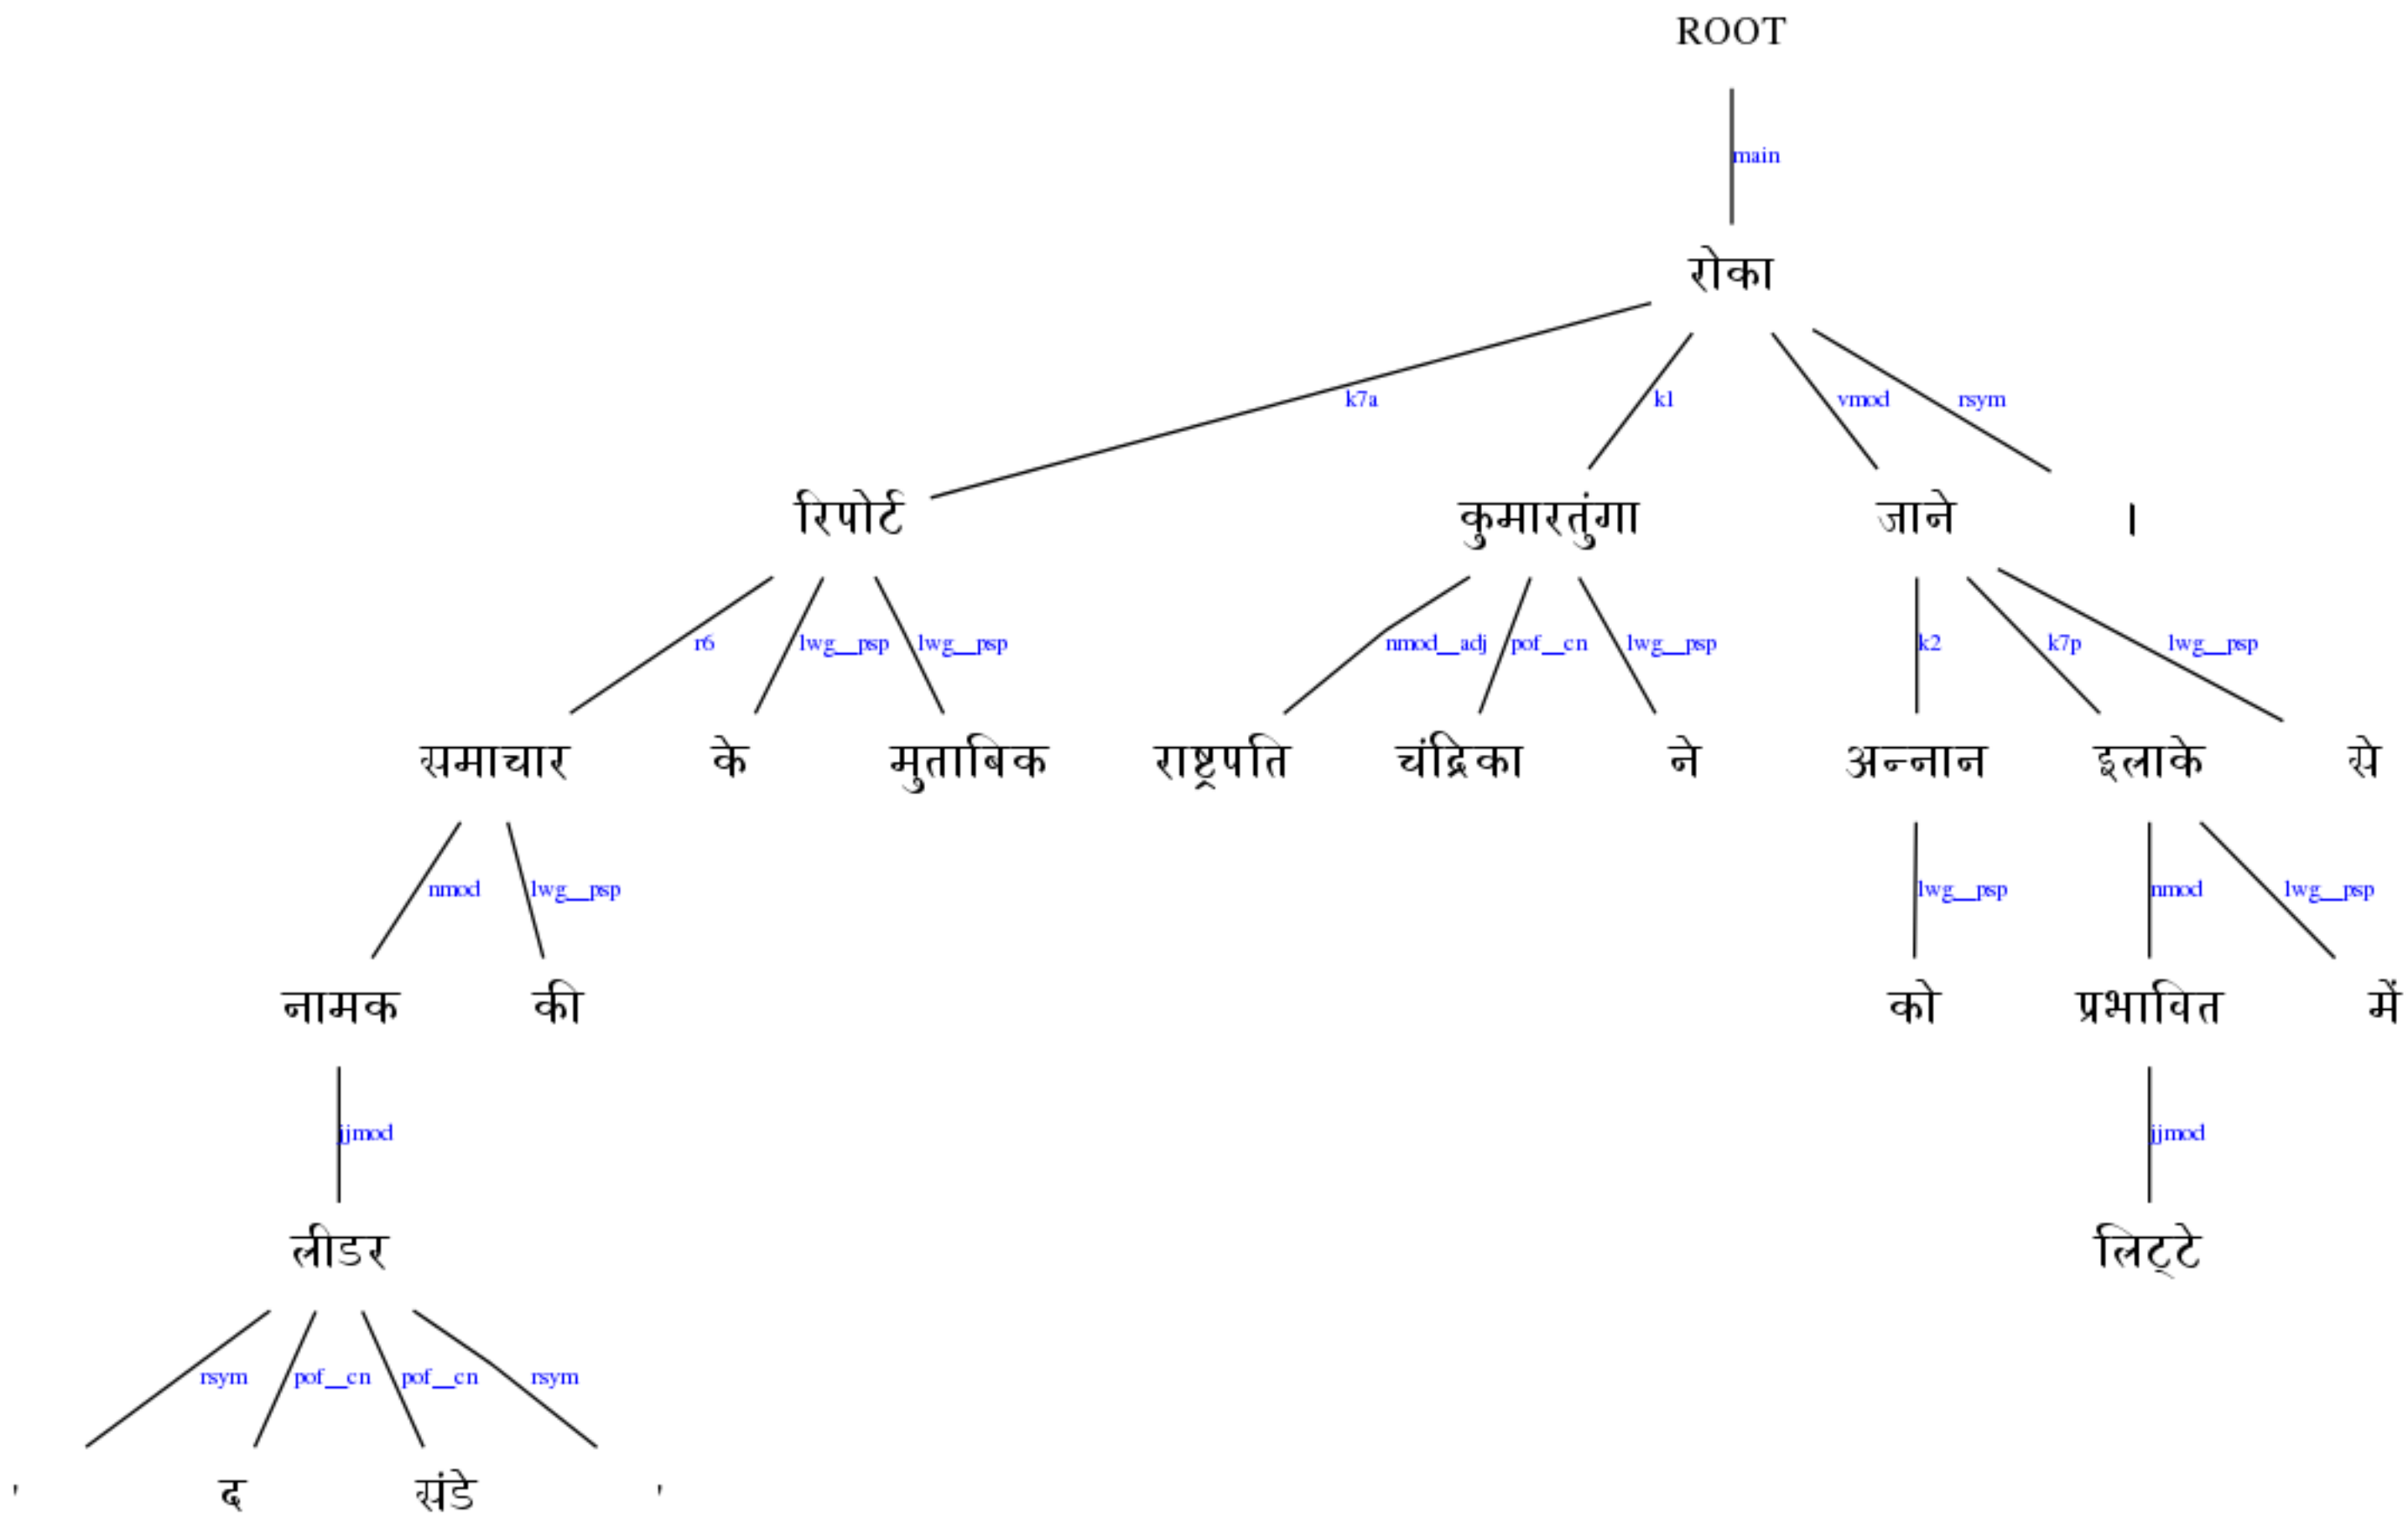 ROOT
main
रोका
k7a k1 vmod rsym
रिपोर्ट कुमारतुंगा जाने ।
r6 lwg__psp lwg__psp nmod__adj pof__cn lwg__psp k2 k7p lwg__psp
समाचार के मुताबिक राष्ट्रपति चंद्रिका ने अन्नान इलाके से
nmod lwg__psp lwg__psp nmod lwg__psp
नामक की को प्रभावित में
jjmod jjmod
लीडर लिट्टे
rsym pof__cn pof__cn rsym
' द संडे '